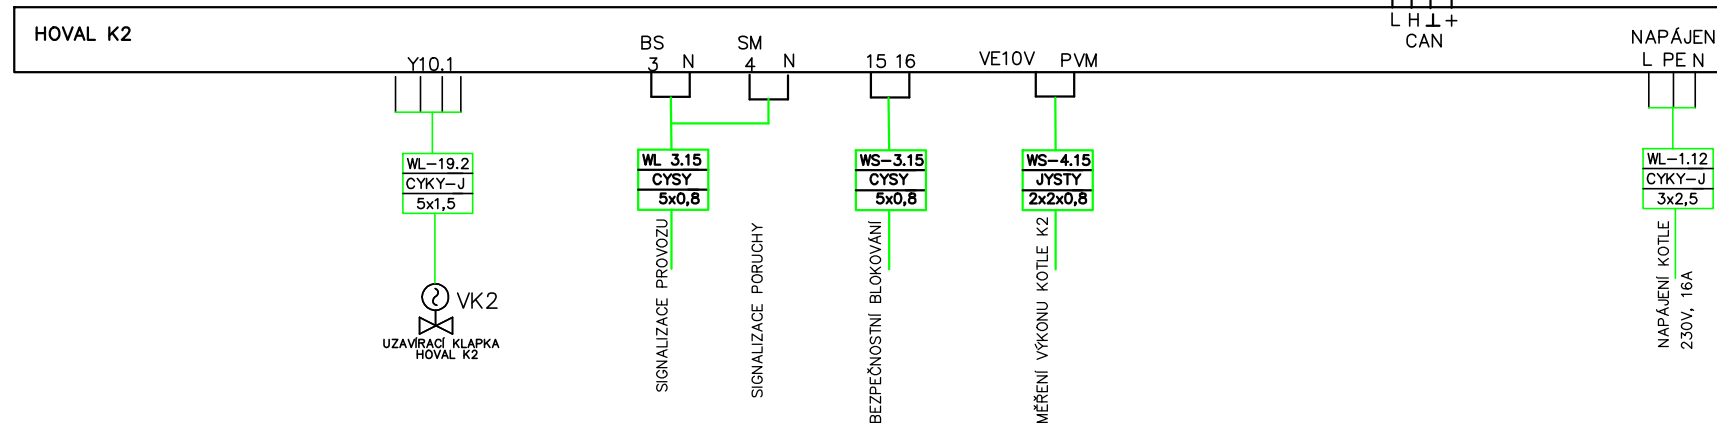 L H ⊥ +
CAN
HOVAL K2
Y10.1
BS
3 N
SM
4 N
15 16
VE10V PVM
NAPÁJEN
L PE N
WL-19.2
CYKY-J
5x1,5
WL 3.15
CYSY
5x0,8
WS-3.15
CYSY
5x0,8
WS-4.15
JYSTY
2x2x0,8
WL-1.12
CYKY-J
3x2,5
VK2
UZAVÍRACÍ KLAPKA
HOVAL K2
SIGNALIZACE PROVOZU
SIGNALIZACE PORUCHY
BEZPEČNOSTNÍ BLOKOVÁNÍ
MĚŘENÍ VÝKONU KOTLE K2
NAPÁJENÍ KOTLE
230V, 16A